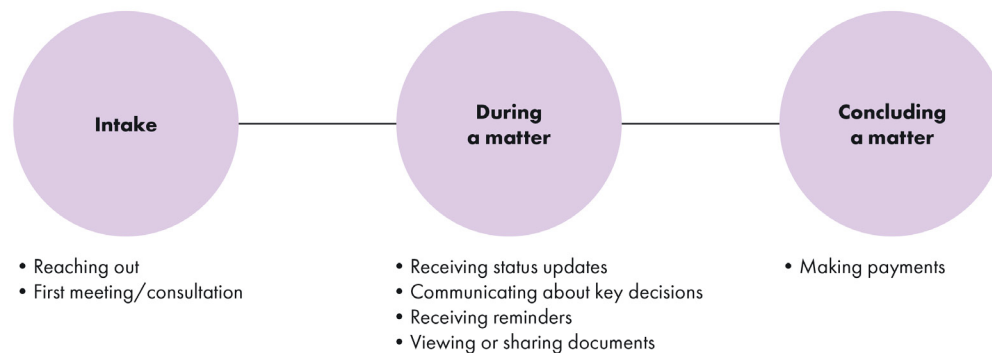 Intake
During
a matter
Concluding
a matter
• Reaching out
• First meeting/consultation
• Receiving status updates
• Communicating about key decisions
• Receiving reminders
• Viewing or sharing documents
• Making payments